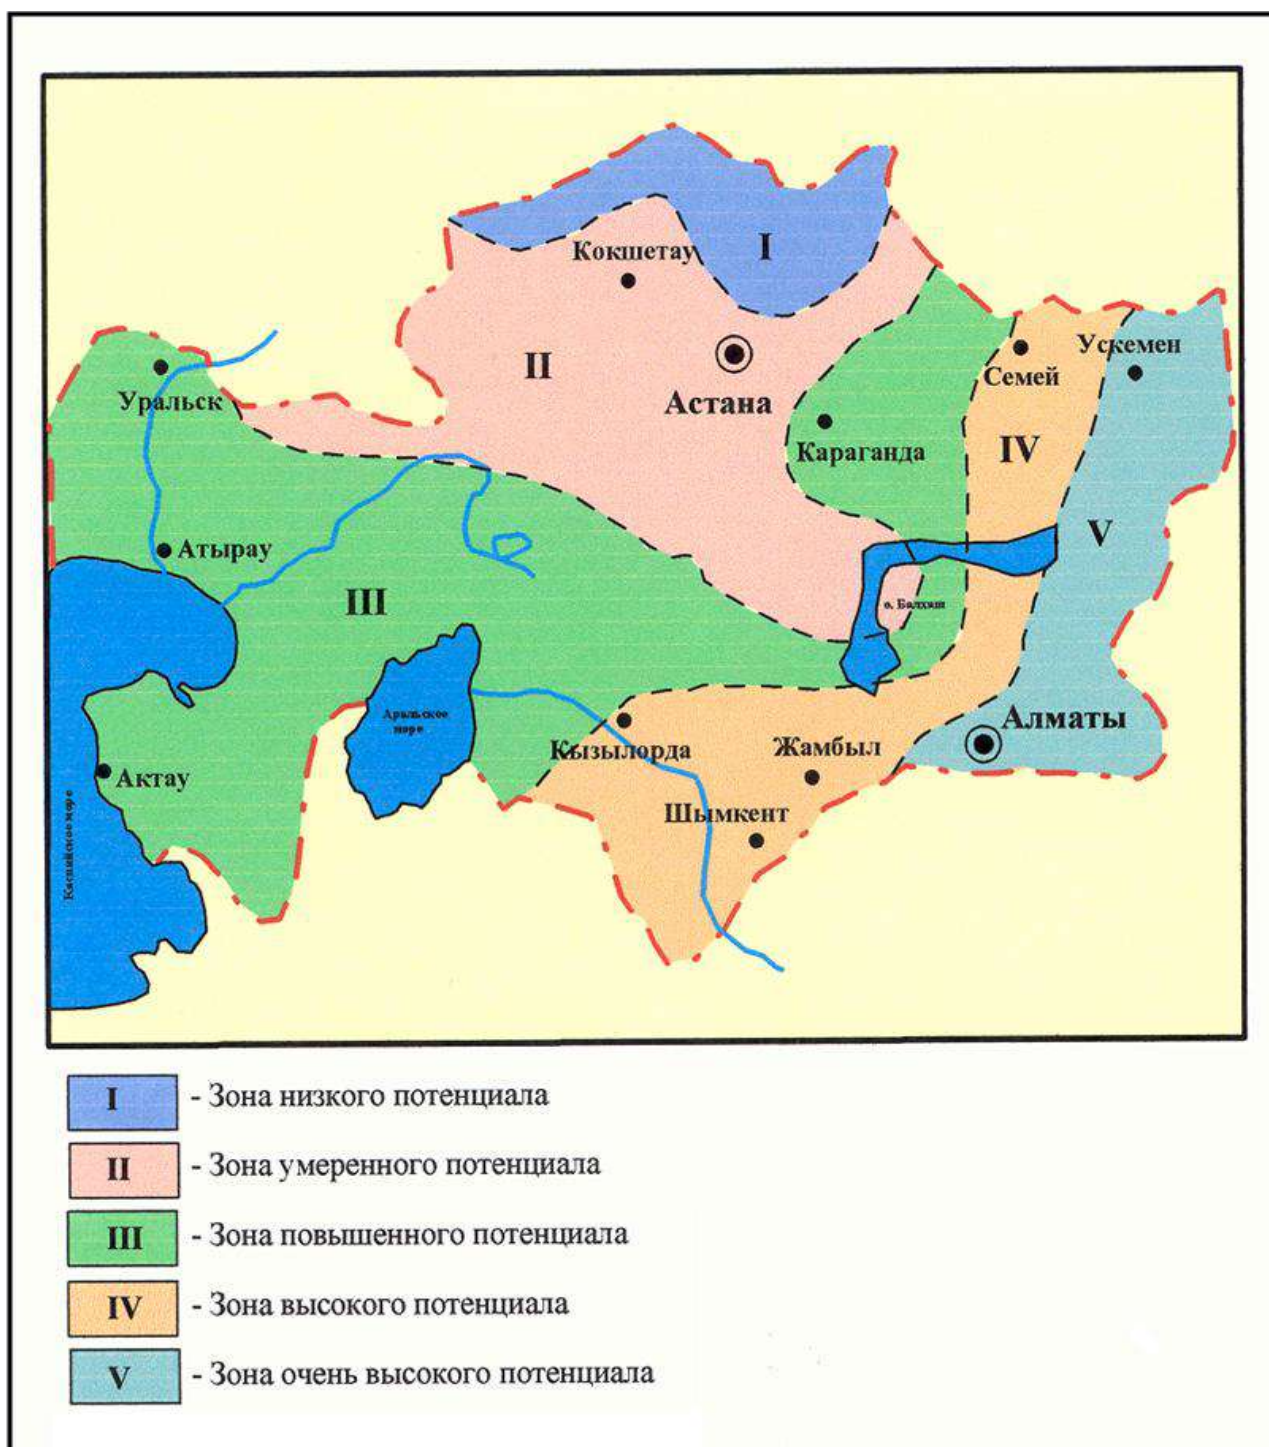 I
Кокшетау
II
Астана
Уральск
Караганда
Семей
Ускемен
IV
V
Атырау
III
о. Балхаш
Аральское
море
Кызылорда
Жамбыл
Алматы
Актау
Шымкент
Каспийское море
I - Зона низкого потенциала
II - Зона умеренного потенциала
III - Зона повышенного потенциала
IV - Зона высокого потенциала
V - Зона очень высокого потенциала